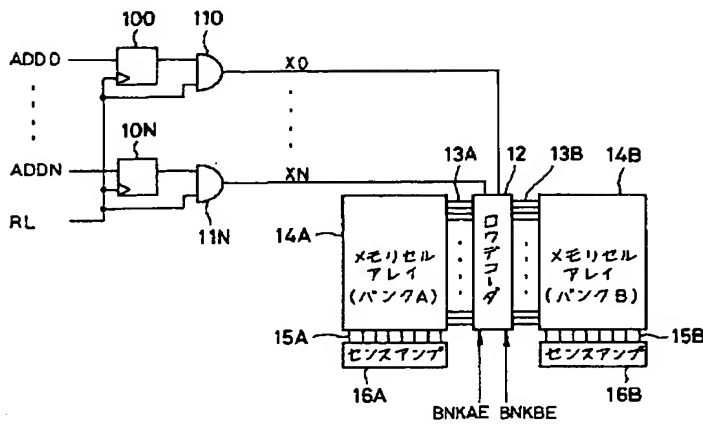 100
110
ADD0
X0
10N
ADDN
XN
13A
12
13B
14B
RL
11N
14A
メモリセル
アレイ
(バンクA)
ロウデコーダ
メモリセル
アレイ
(バンクB)
15A
15B
センスアンプ
センスアンプ
16A
16B
BNKAE
BNKBE